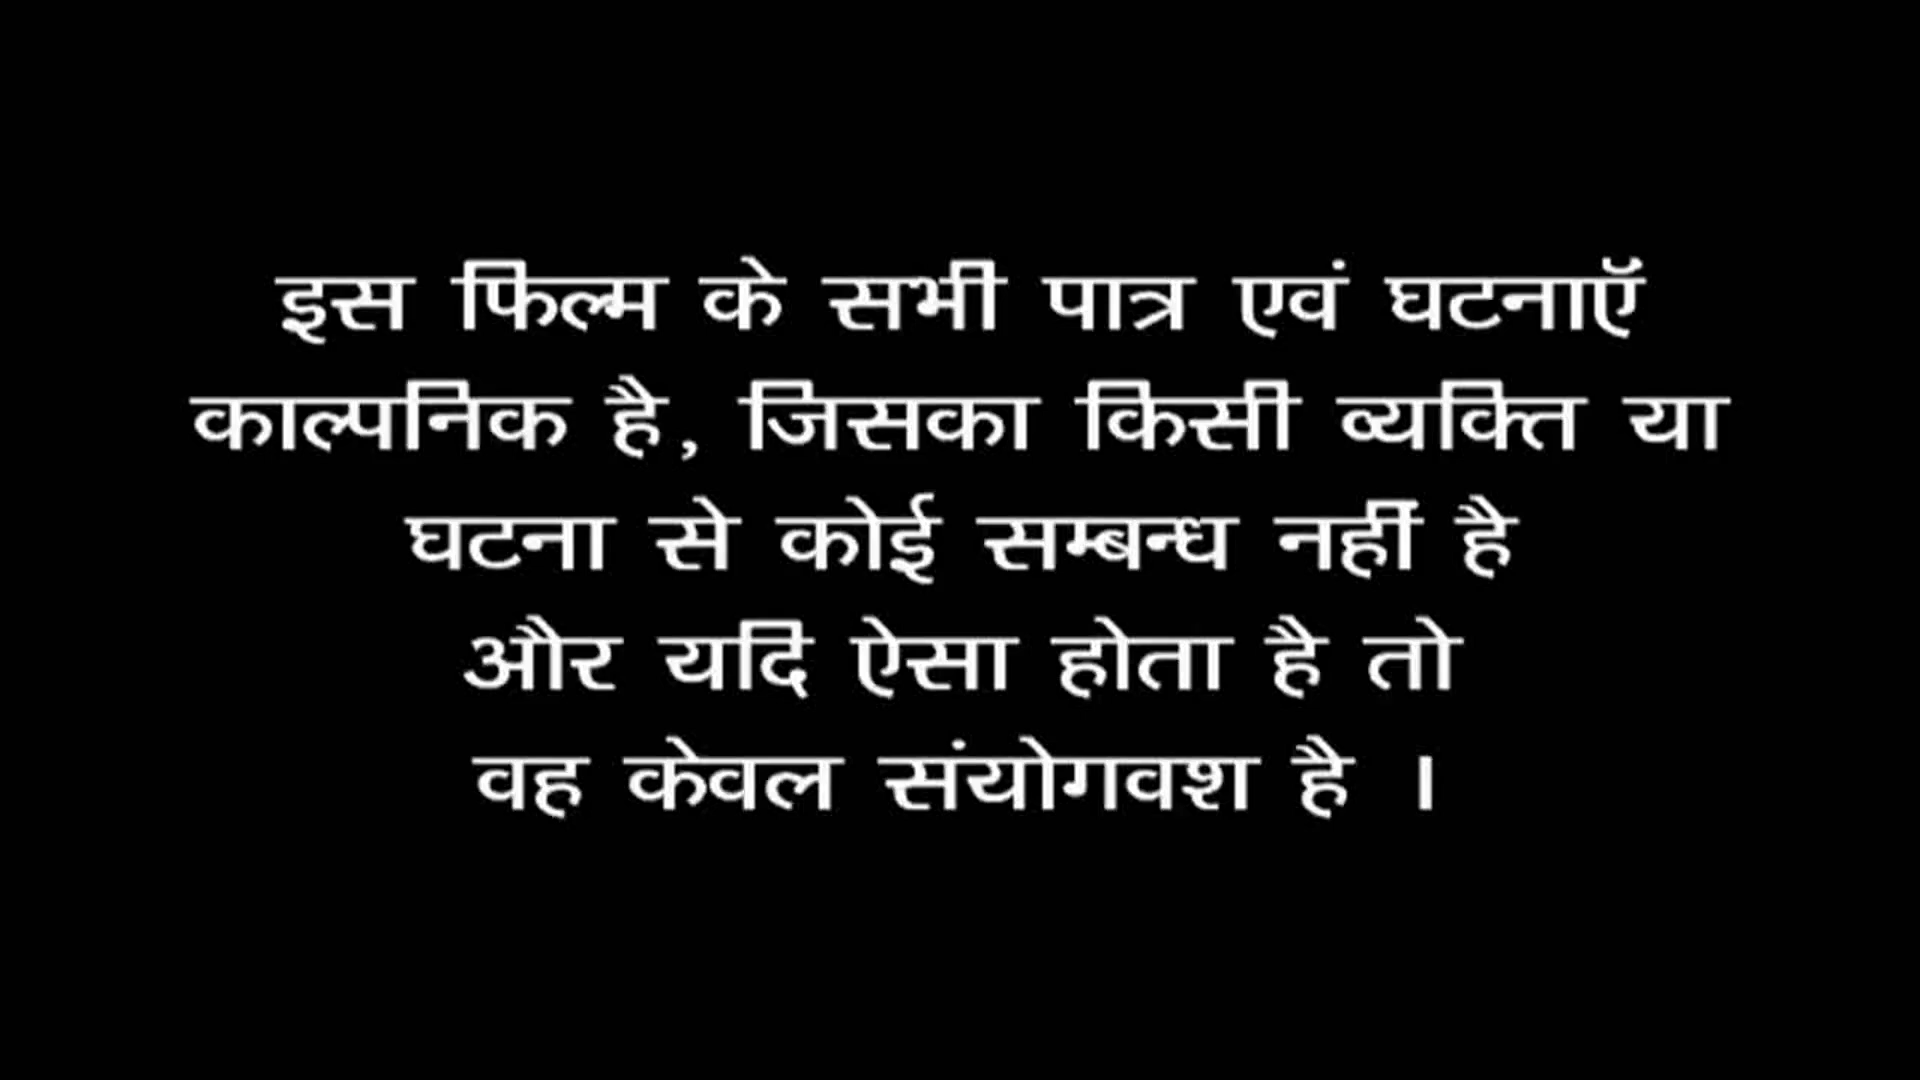 इस फिल्म के सभी पात्र एवं घटनाऍ
काल्पनिक है, जिसका किसी व्यक्ति या
घटना से कोई सम्बन्ध नहीं है
और यदि ऐसा होता है तो
वह केवल संयोगवश है ।